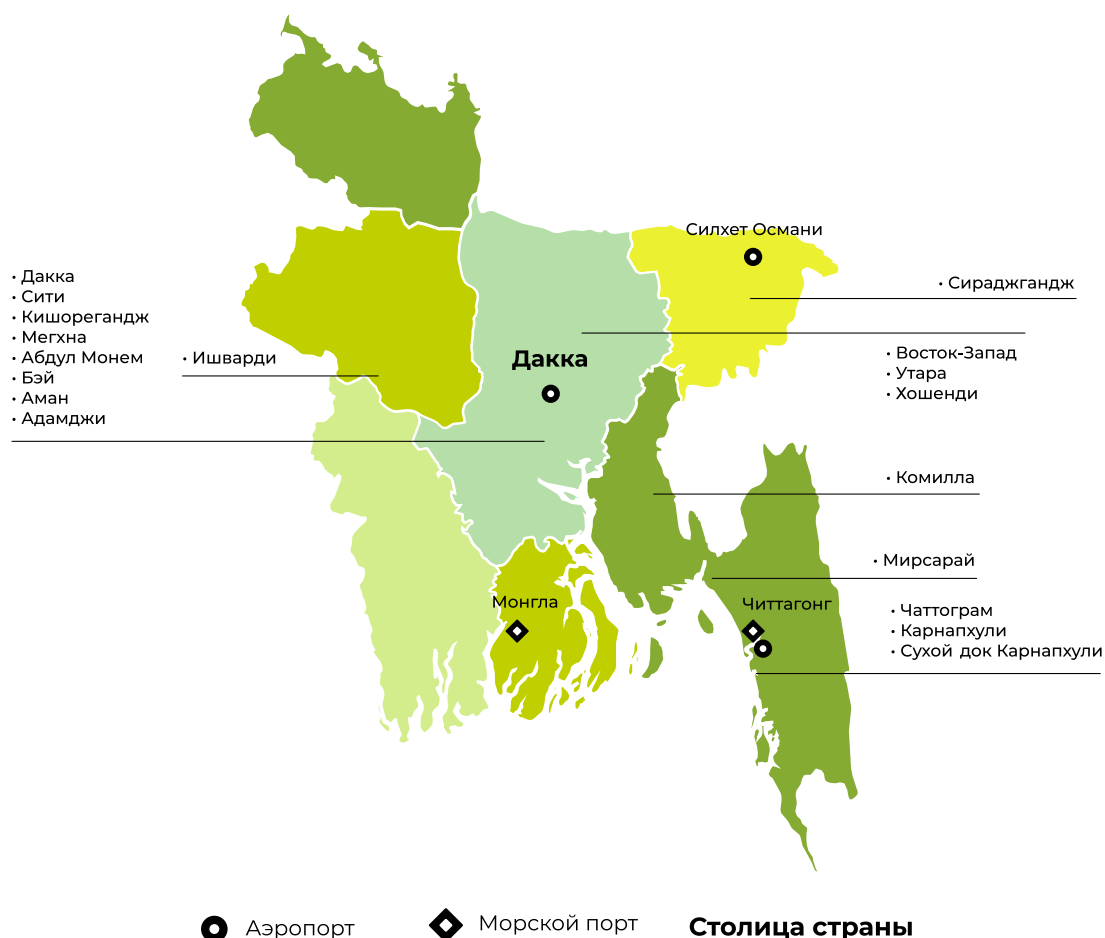 Силхет Османи
· Дакка
· Сити
· Кишорегандж
· Мегхна
· Абдул Монем
· Бэй
· Аман
· Адамджи
· Ишварди
Дакка
· Сираджгандж
· Восток-Запад
· Утара
· Хошенди
· Комилла
· Мирсарай
Монгла
Читтагонг
· Чаттограм
· Карнапхули
· Сухой док Карнапхули
Аэропорт
Морской порт
Столица страны